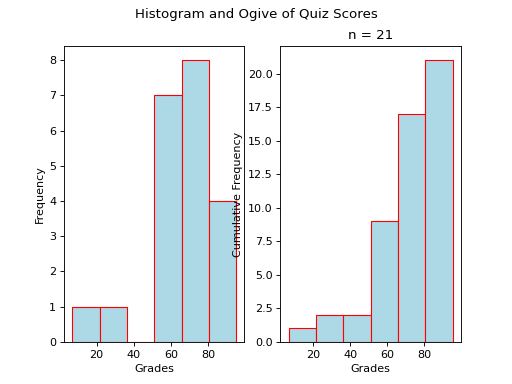 Histogram and Ogive of Quiz Scores
n = 21
8
7
6
5
4
3
2
1
0
Frequency
20 40 60 80
Grades
20.0
17.5
15.0
12.5
10.0
7.5
5.0
2.5
0.0
Cumulative Frequency
20 40 60 80
Grades